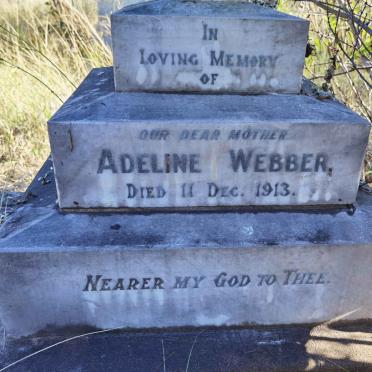 IN
LOVING MEMORY
OF
OUR DEAR MOTHER
ADELINE WEBBER,
DIED 11 DEC. 1913.
NEARER MY GOD TO THEE.